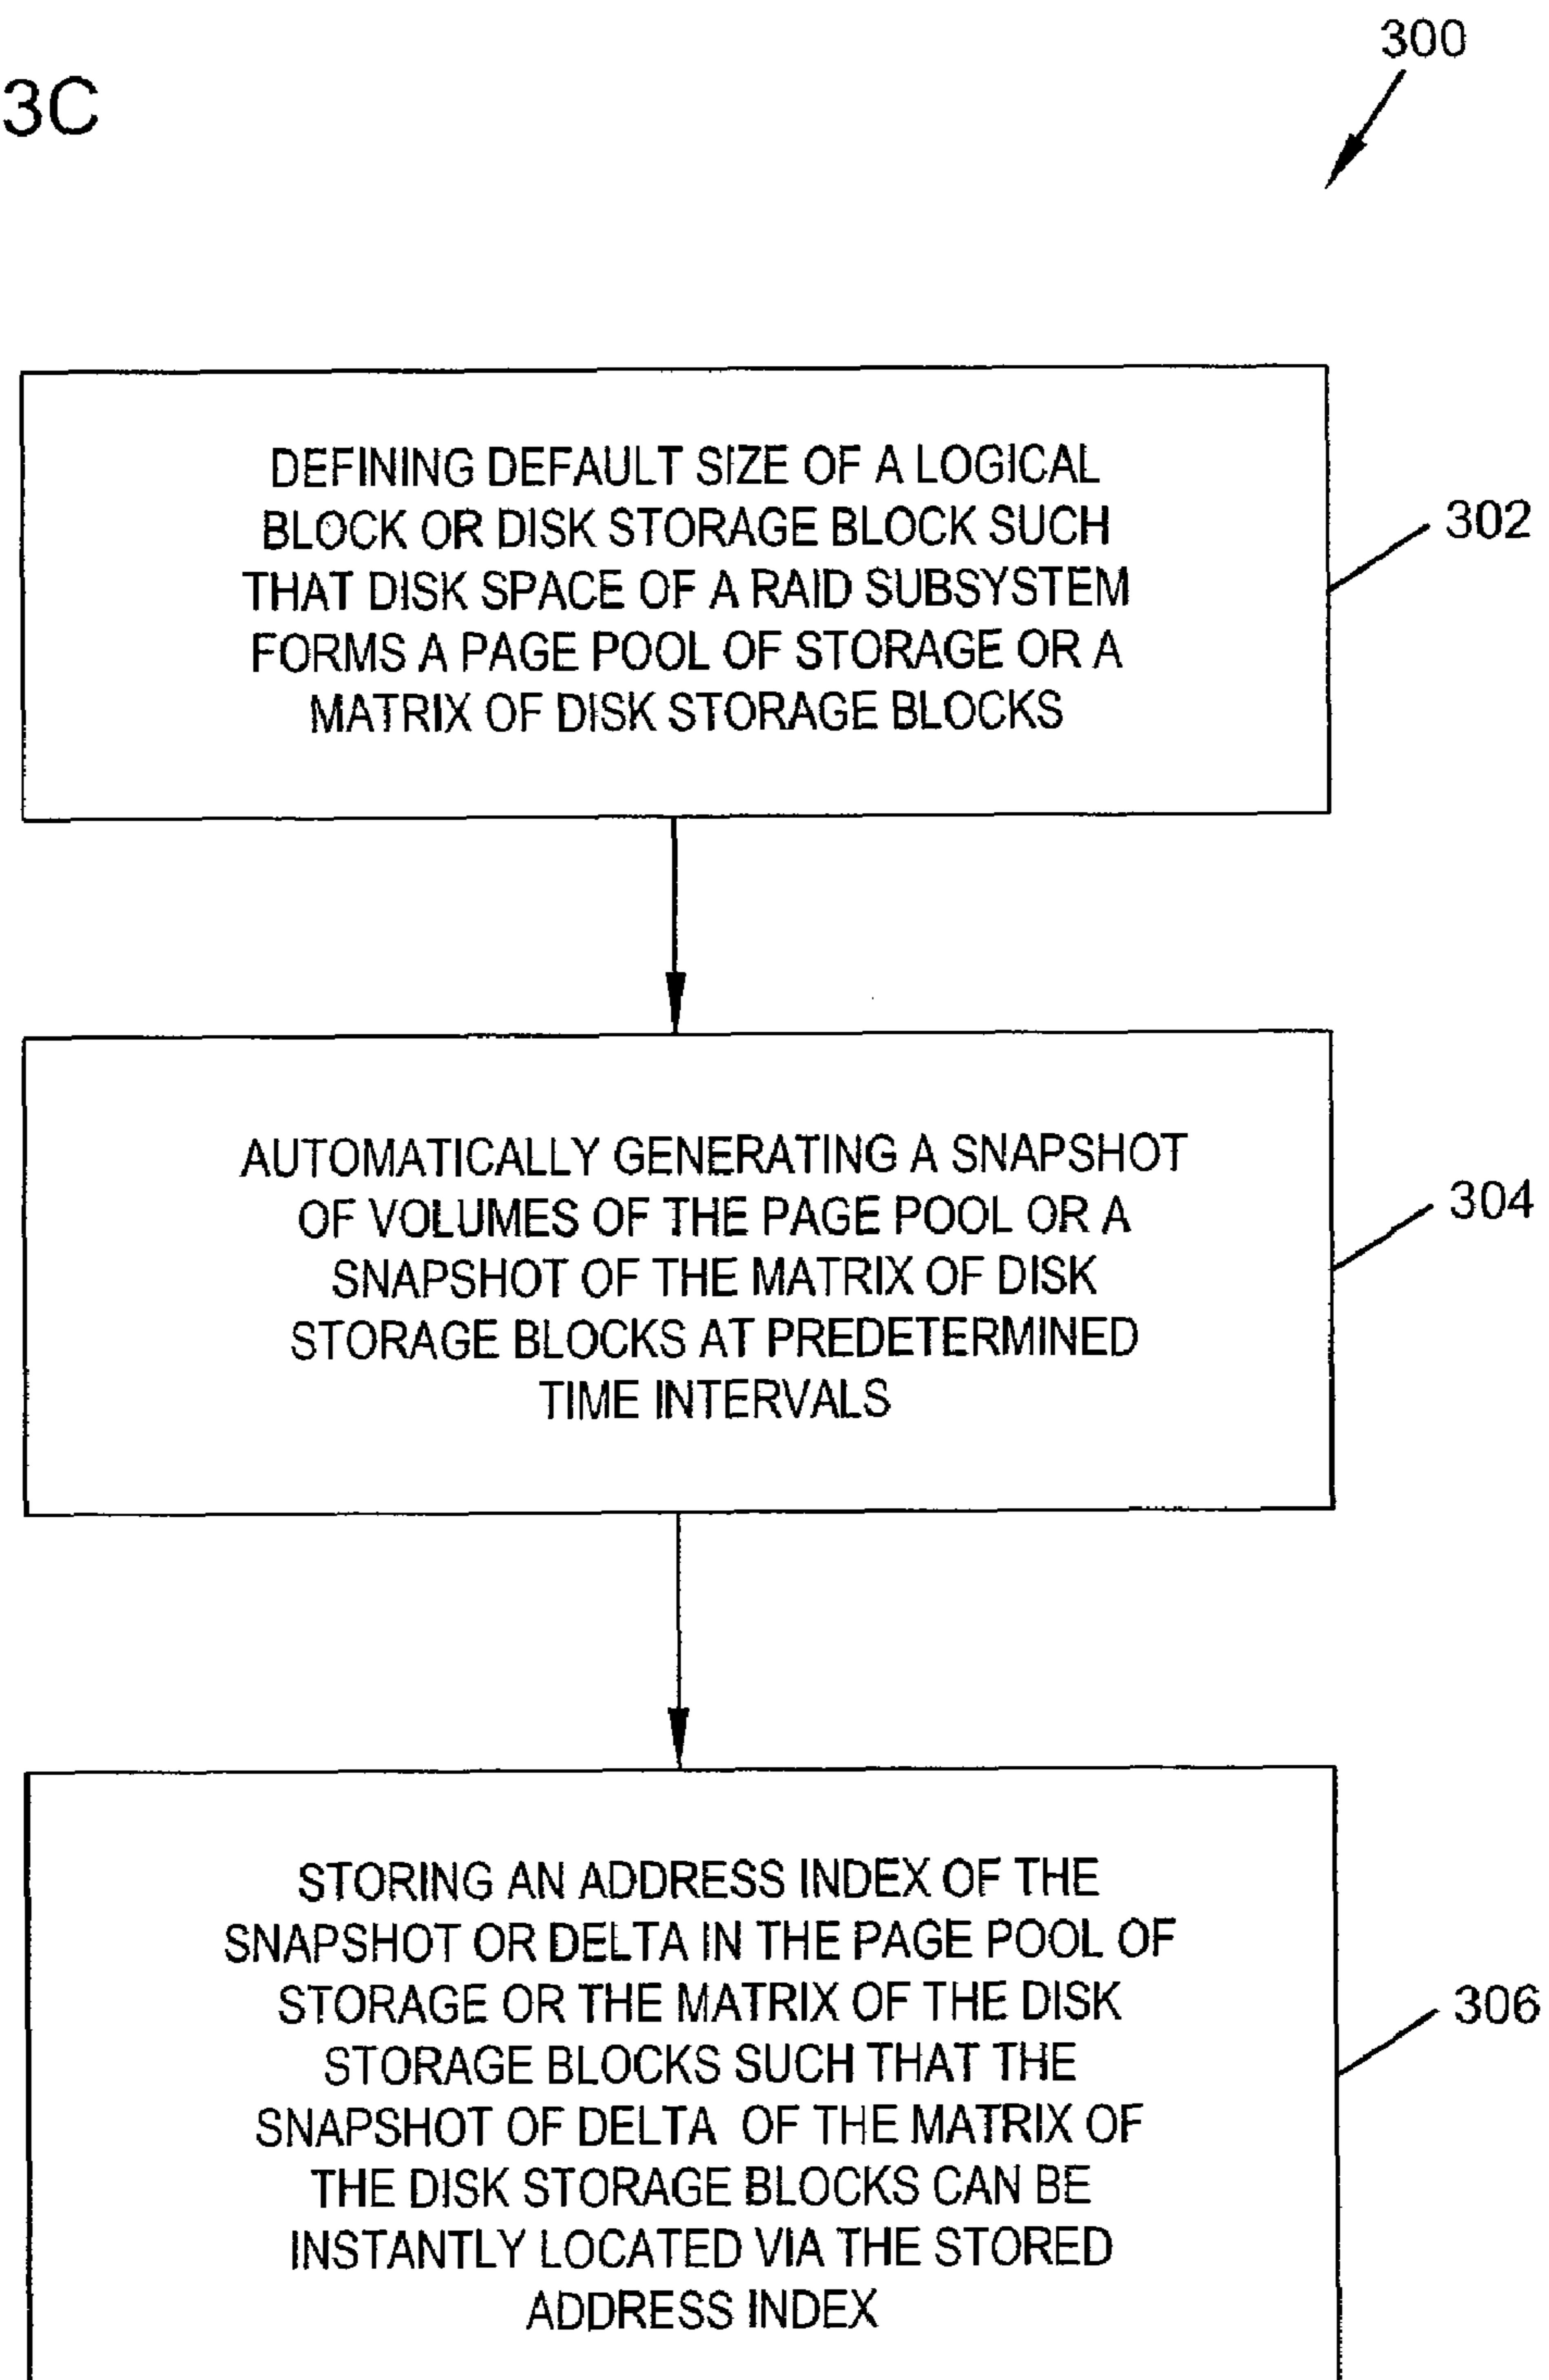 300
3C
DEFINING DEFAULT SIZE OF A LOGICAL
BLOCK OR DISK STORAGE BLOCK SUCH
THAT DISK SPACE OF A RAID SUBSYSTEM
FORMS A PAGE POOL OF STORAGE OR A
MATRIX OF DISK STORAGE BLOCKS
302
AUTOMATICALLY GENERATING A SNAPSHOT
OF VOLUMES OF THE PAGE POOL OR A
SNAPSHOT OF THE MATRIX OF DISK
STORAGE BLOCKS AT PREDETERMINED
TIME INTERVALS
304
STORING AN ADDRESS INDEX OF THE
SNAPSHOT OR DELTA IN THE PAGE POOL OF
STORAGE OR THE MATRIX OF THE DISK
STORAGE BLOCKS SUCH THAT THE
SNAPSHOT OF DELTA OF THE MATRIX OF
THE DISK STORAGE BLOCKS CAN BE
INSTANTLY LOCATED VIA THE STORED
ADDRESS INDEX
306